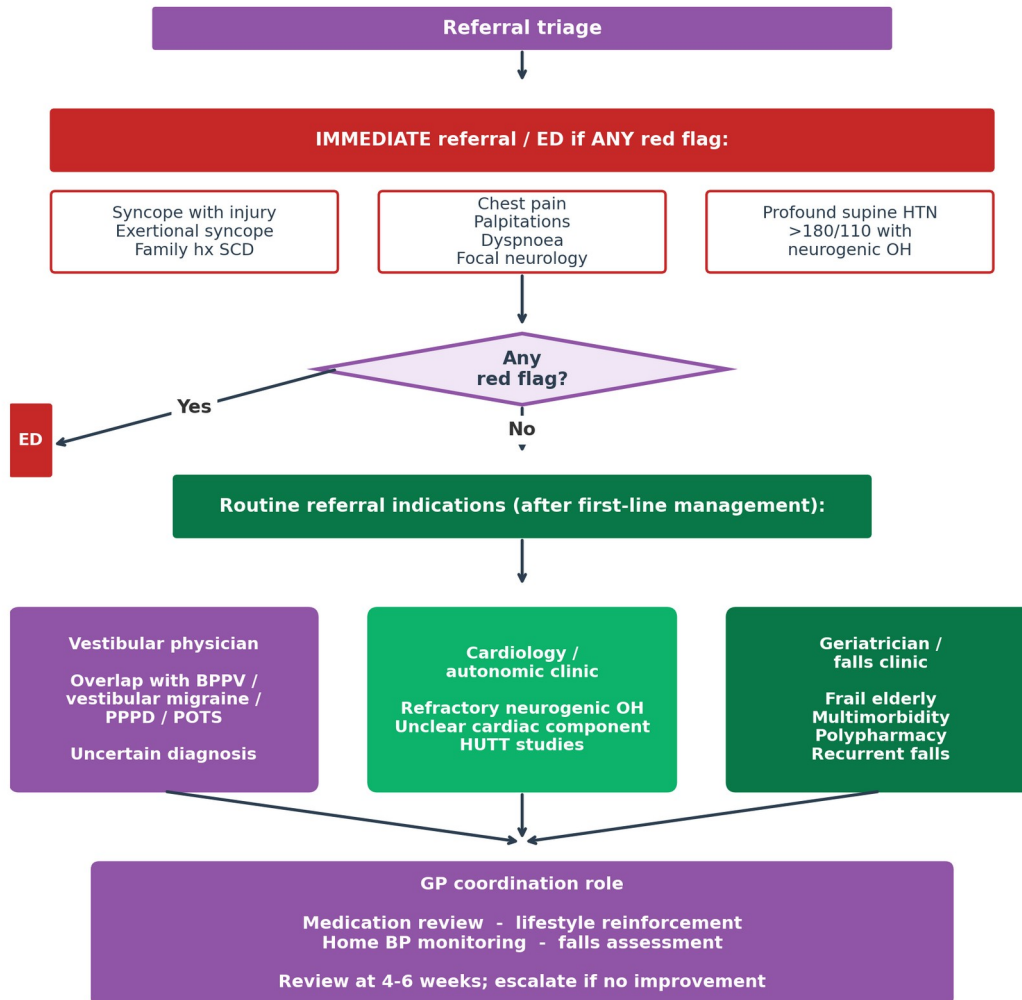 Referral triage
IMMEDIATE referral / ED if ANY red flag:
Syncope with injury
Exertional syncope
Family hx SCD
Chest pain
Palpitations
Dyspnoea
Focal neurology
Profound supine HTN
>180/110 with
neurogenic OH
Any
red flag?
Yes
No
ED
Routine referral indications (after first-line management):
Vestibular physician
Overlap with BPPV /
vestibular migraine /
PPPD / POTS
Uncertain diagnosis
Cardiology /
autonomic clinic
Refractory neurogenic OH
Unclear cardiac component
HUTT studies
Geriatrician /
falls clinic
Frail elderly
Multimorbidity
Polypharmacy
Recurrent falls
GP coordination role
Medication review - lifestyle reinforcement
Home BP monitoring - falls assessment
Review at 4-6 weeks; escalate if no improvement